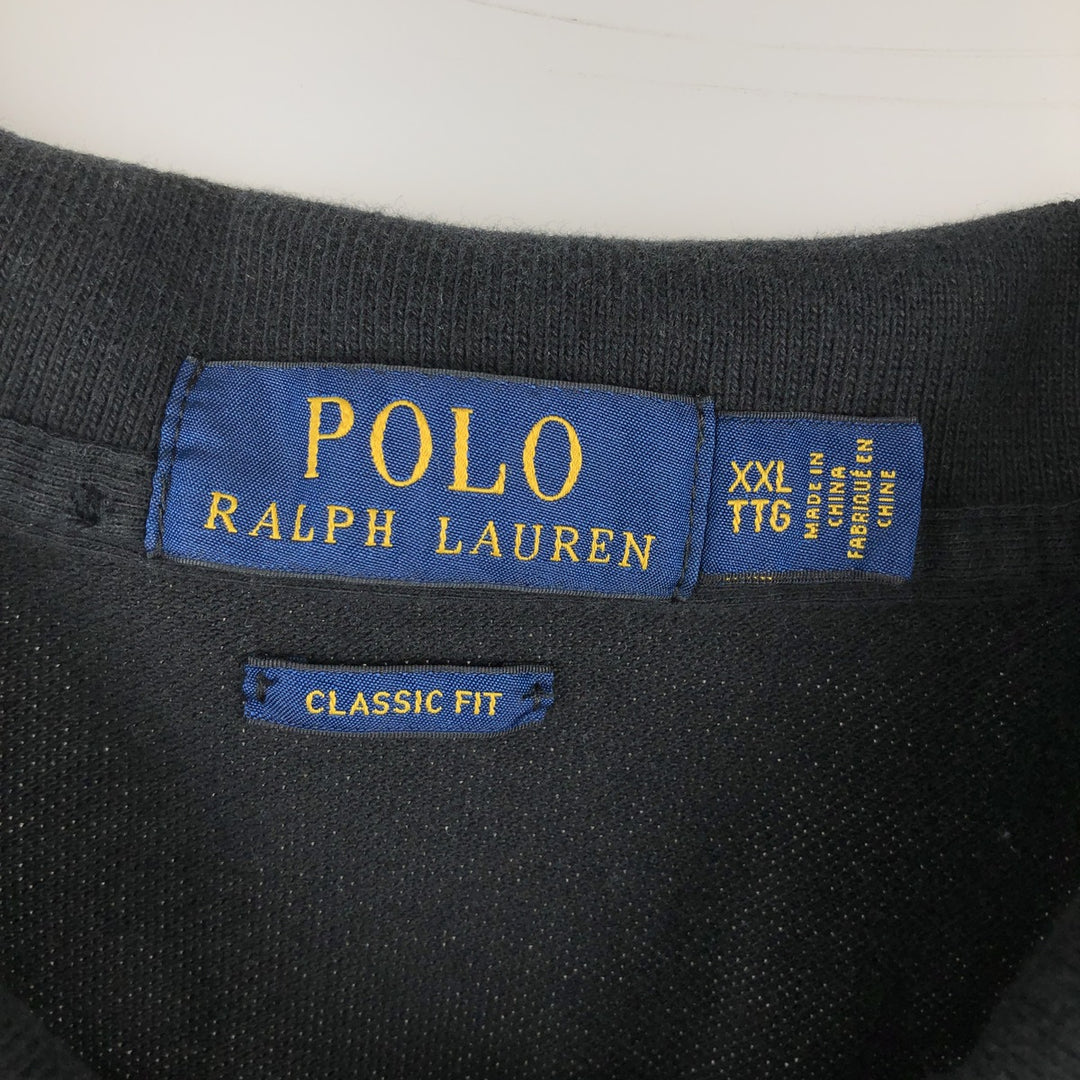 POLO
RALPH LAUREN
XXL
TTG
MADE IN
CHINA
FABRIQUÉ EN
CHINE
CLASSIC FIT